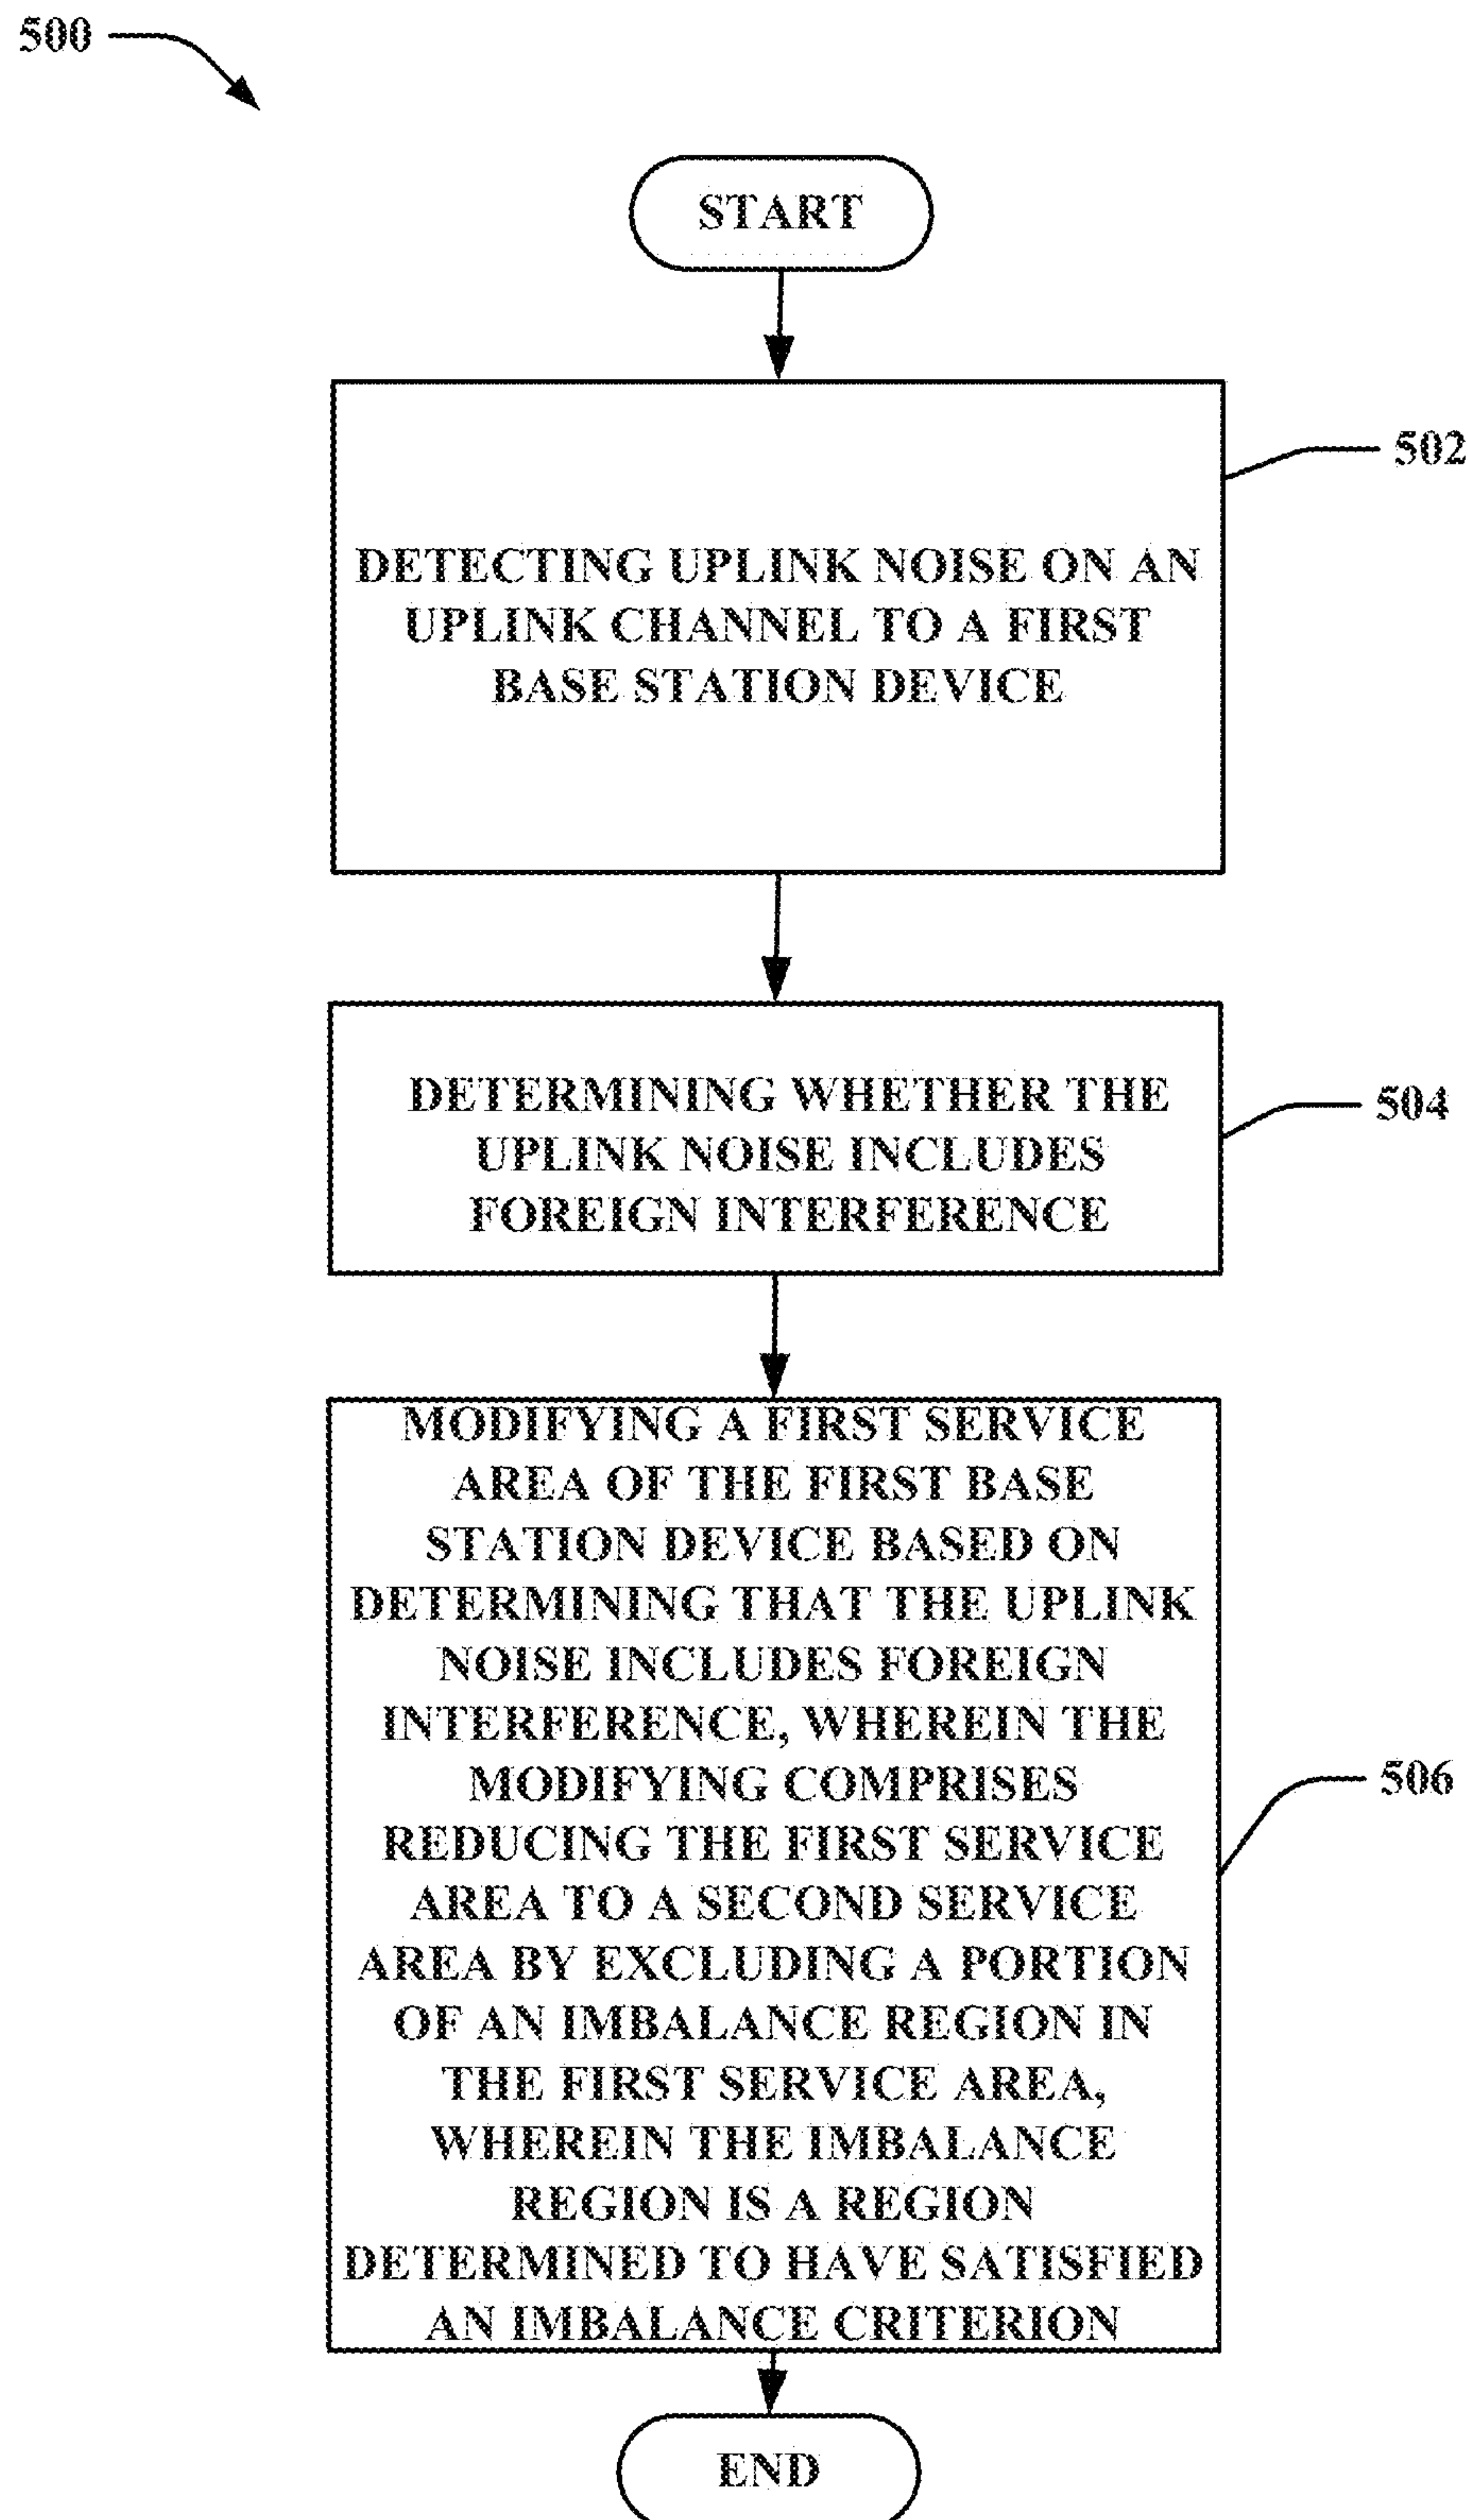 500
START
502
DETECTING UPLINK NOISE ON AN
UPLINK CHANNEL TO A FIRST
BASE STATION DEVICE
504
DETERMINING WHETHER THE
UPLINK NOISE INCLUDES
FOREIGN INTERFERENCE
MODIFYING A FIRST SERVICE
AREA OF THE FIRST BASE
STATION DEVICE BASED ON
DETERMINING THAT THE UPLINK
NOISE INCLUDES FOREIGN
INTERFERENCE, WHEREIN THE
MODIFYING COMPRISES
506
REDUCING THE FIRST SERVICE
AREA TO A SECOND SERVICE
AREA BY EXCLUDING A PORTION
OF AN IMBALANCE REGION IN
THE FIRST SERVICE AREA,
WHEREIN THE IMBALANCE
REGION IS A REGION
DETERMINED TO HAVE SATISFIED
AN IMBALANCE CRITERION
END